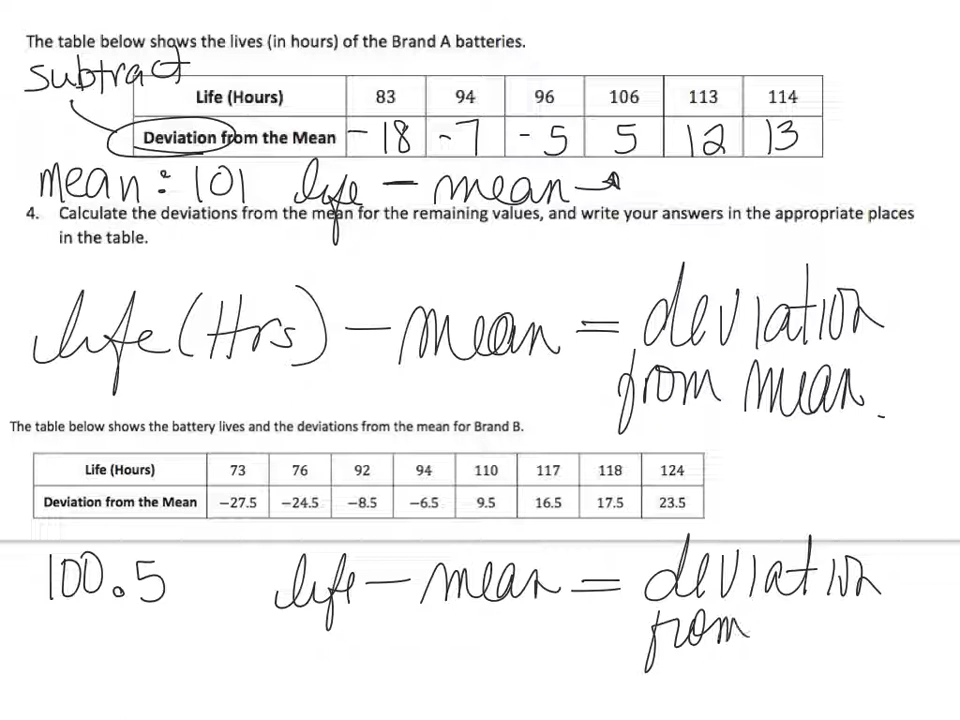 The table below shows the lives (in hours) of the Brand A batteries.
subtract
Life (Hours) 83 94 96 106 113 114
Deviation from the Mean -18 -7 -5 5 12 13
mean: 101 life - mean
4. Calculate the deviations from the mean for the remaining values, and write your answers in the appropriate places
in the table.
life (Hrs) - mean = deviation
from mean.
The table below shows the battery lives and the deviations from the mean for Brand B.
Life (Hours) 73 76 92 94 110 117 118 124
Deviation from the Mean −27.5 −24.5 −8.5 −6.5 9.5 16.5 17.5 23.5
100.5 life - mean = deviation
from